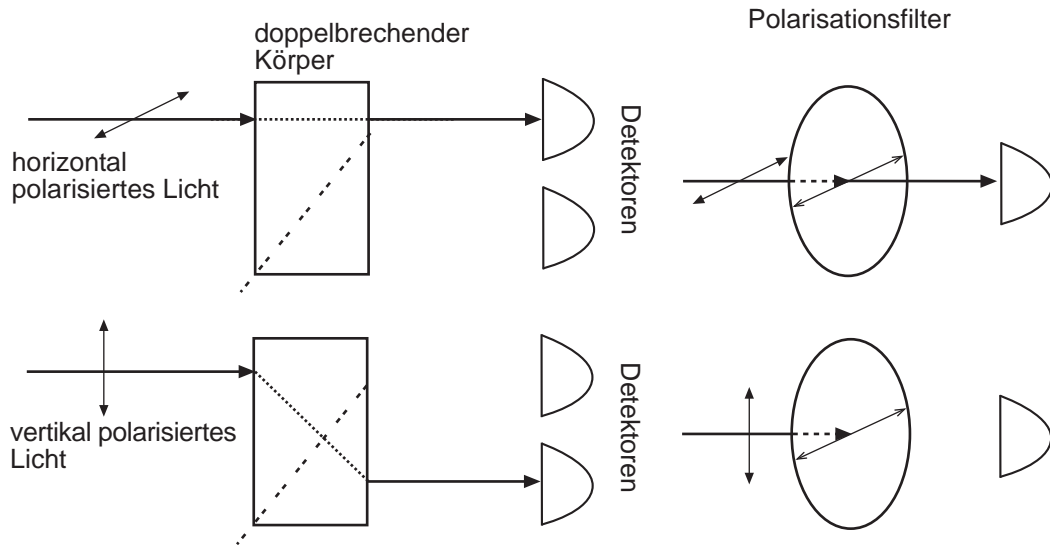 doppelbrechender
Körper
Polarisationsfilter
horizontal
polarisiertes Licht
Detektoren
vertikal polarisiertes
Licht
Detektoren